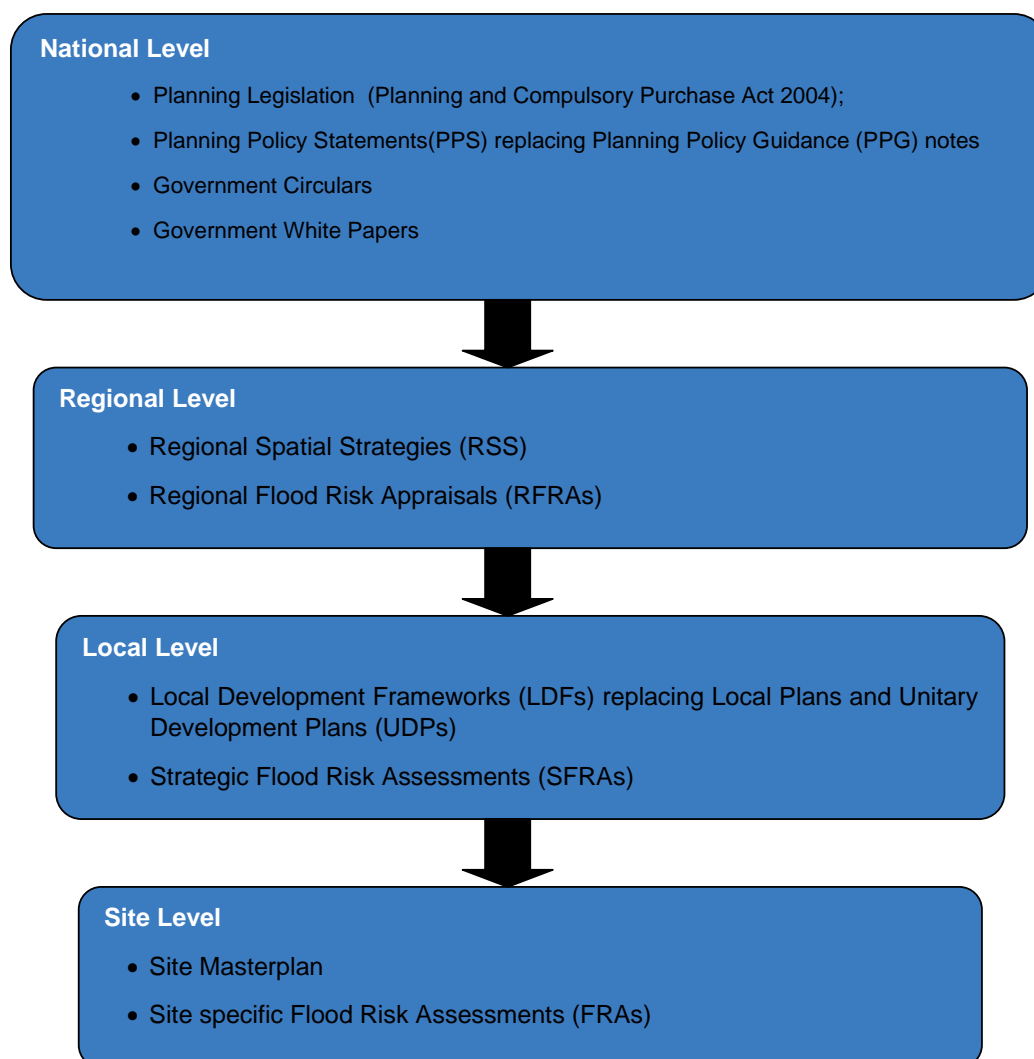 National Level
• Planning Legislation  (Planning and Compulsory Purchase Act 2004);
• Planning Policy Statements(PPS) replacing Planning Policy Guidance (PPG) notes
• Government Circulars
• Government White Papers
Regional Level
• Regional Spatial Strategies (RSS)
• Regional Flood Risk Appraisals (RFRAs)
Local Level
• Local Development Frameworks (LDFs) replacing Local Plans and Unitary
Development Plans (UDPs)
• Strategic Flood Risk Assessments (SFRAs)
Site Level
• Site Masterplan
• Site specific Flood Risk Assessments (FRAs)